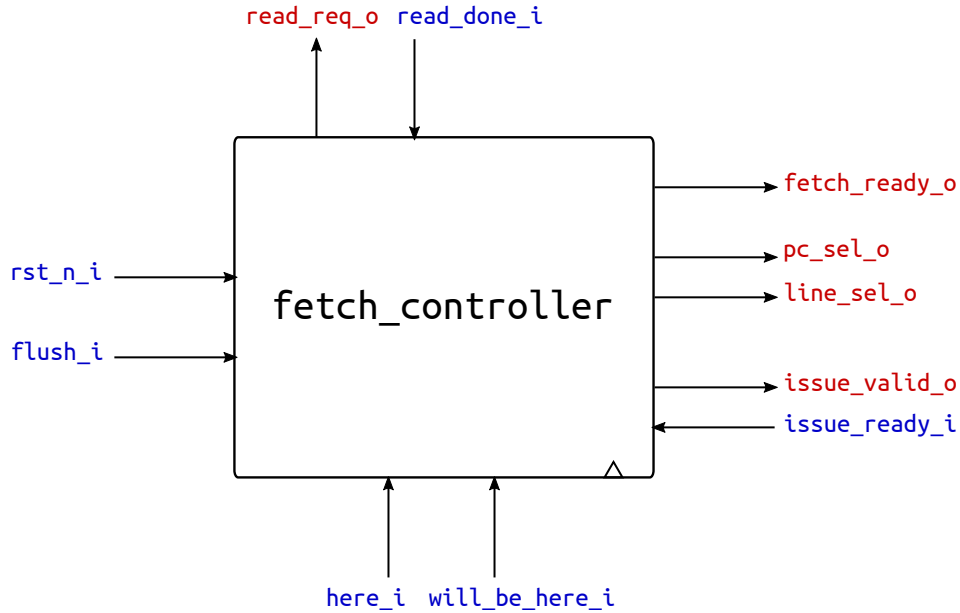 read_req_o read_done_i
fetch_ready_o
pc_sel_o
rst_n_i
line_sel_o
fetch_controller
flush_i
issue_valid_o
issue_ready_i
here_i will_be_here_i